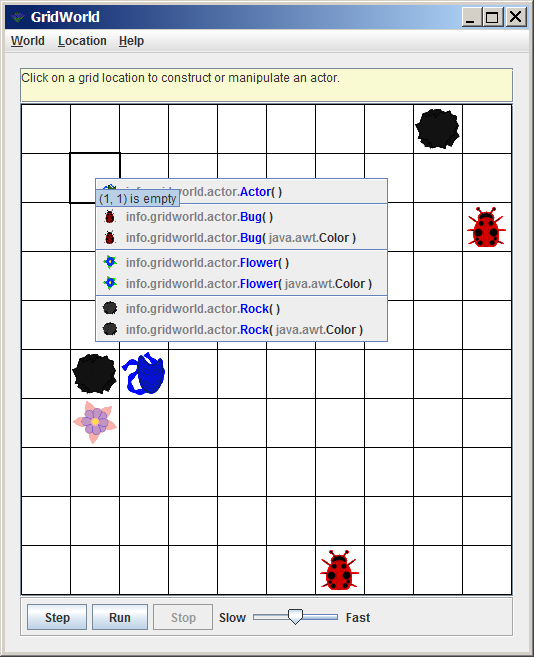 GridWorld
World Location Help
Click on a grid location to construct or manipulate an actor.
info.gridworld.actor.Actor( )
(1, 1) is empty
info.gridworld.actor.Bug( )
info.gridworld.actor.Bug( java.awt.Color )
info.gridworld.actor.Flower( )
info.gridworld.actor.Flower( java.awt.Color )
info.gridworld.actor.Rock( )
info.gridworld.actor.Rock( java.awt.Color )
Step Run Stop Slow Fast